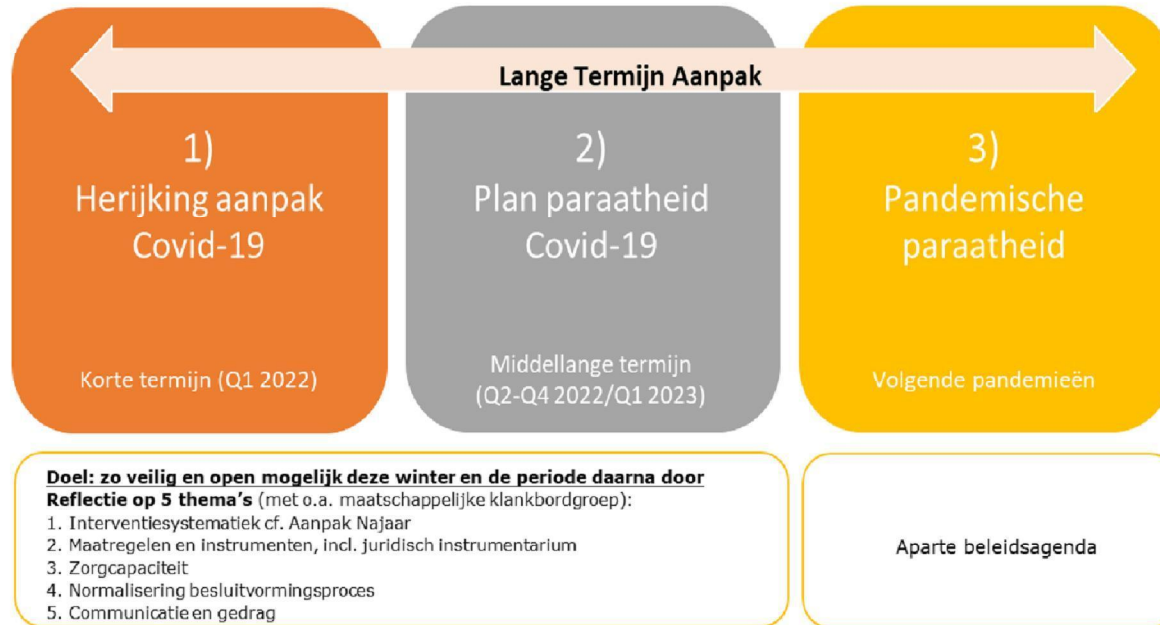 Lange Termijn Aanpak
1)
Herijking aanpak
Covid-19
Korte termijn (Q1 2022)
2)
Plan paraatheid
Covid-19
Middellange termijn
(Q2-Q4 2022/Q1 2023)
3)
Pandemische
paraatheid
Volgende pandemieën
Doel: zo veilig en open mogelijk deze winter en de periode daarna door
Reflectie op 5 thema's (met o.a. maatschappelijke klankbordgroep):
1. Interventiesystematiek cf. Aanpak Najaar
2. Maatregelen en instrumenten, incl. juridisch instrumentarium
3. Zorgcapaciteit
4. Normalisering besluitvormingsproces
5. Communicatie en gedrag
Aparte beleidsagenda